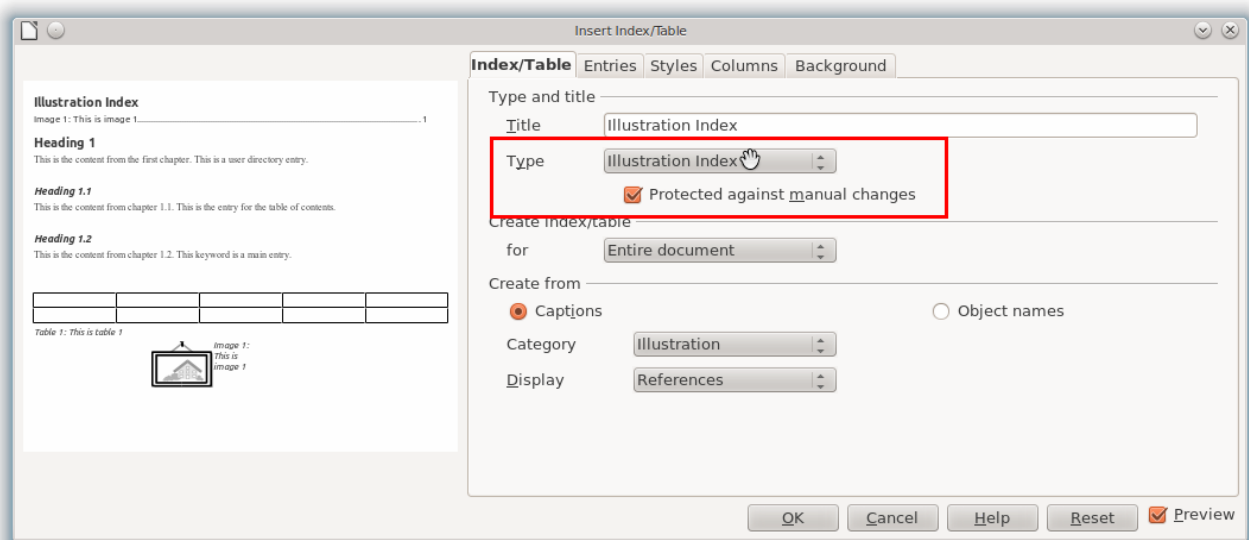 Insert Index/Table
Illustration Index
Image 1: This is image 1 1
Heading 1
This is the content from the first chapter. This is a user directory entry.
Heading 1.1
This is the content from chapter 1.1. This is the entry for the table of contents.
Heading 1.2
This is the content from chapter 1.2. This keyword is a main entry.
Table 1: This is table 1
Image 1:
This is
image 1
Index/Table Entries Styles Columns Background
Type and title
Title Illustration Index
Type Illustration Index
Protected against manual changes
Create index/table
for Entire document
Create from
Captions Object names
Category Illustration
Display References
OK Cancel Help Reset Preview